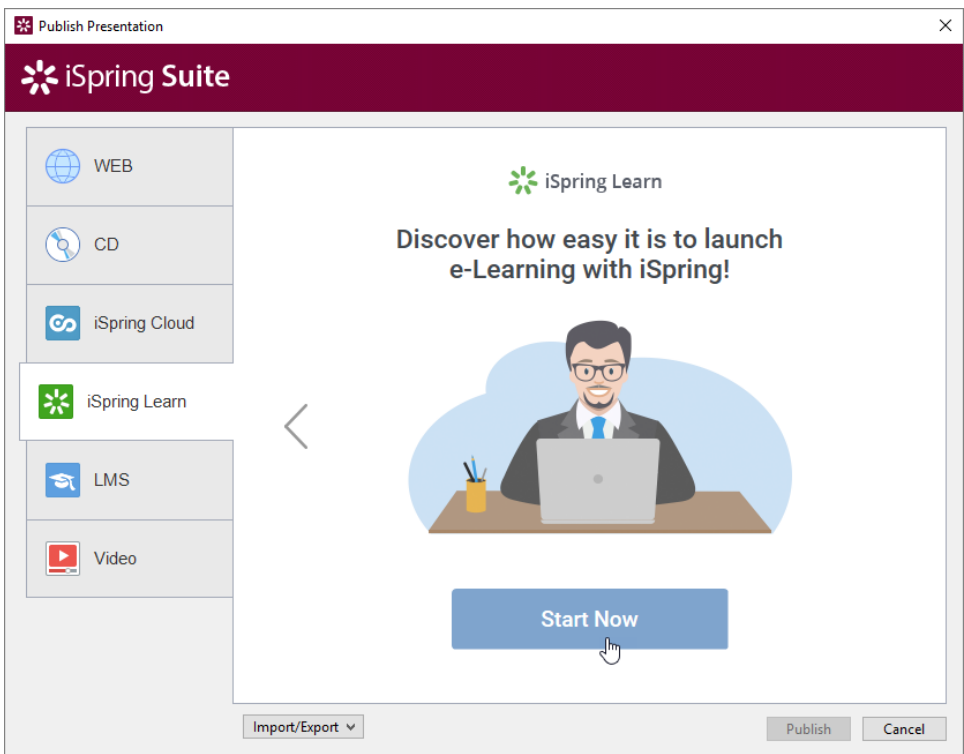 Publish Presentation
iSpring Suite
WEB
CD
iSpring Cloud
iSpring Learn
LMS
Video
iSpring Learn
Discover how easy it is to launch
e-Learning with iSpring!
Start Now
Import/Export
Publish
Cancel